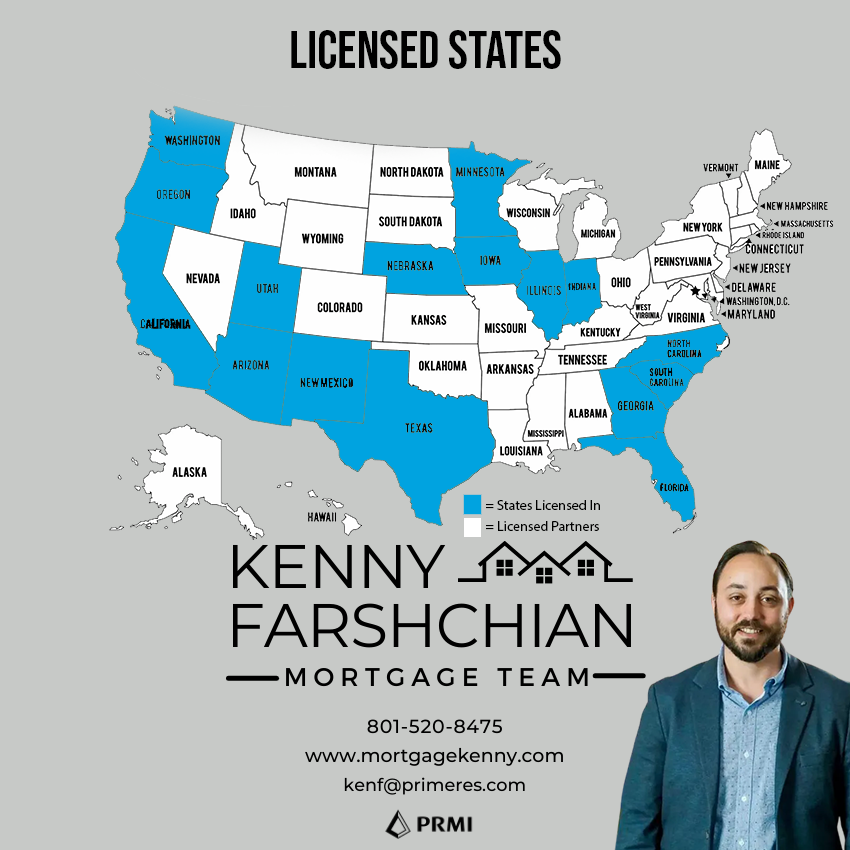 LICENSED STATES
WASHINGTON
OREGON
CALIFORNIA
NEVADA
IDAHO
MONTANA
WYOMING
UTAH
ARIZONA
COLORADO
NEW MEXICO
NORTH DAKOTA
SOUTH DAKOTA
NEBRASKA
KANSAS
OKLAHOMA
TEXAS
MINNESOTA
IOWA
MISSOURI
ARKANSAS
LOUISIANA
WISCONSIN
ILLINOIS
INDIANA
MICHIGAN
OHIO
KENTUCKY
TENNESSEE
MISSISSIPPI
ALABAMA
GEORGIA
FLORIDA
SOUTH
CAROLINA
NORTH
CAROLINA
VIRGINIA
WEST
VIRGINIA
PENNSYLVANIA
NEW YORK
VERMONT
MAINE
NEW HAMPSHIRE
MASSACHUSETTS
RHODE ISLAND
CONNECTICUT
NEW JERSEY
DELAWARE
WASHINGTON, D.C.
MARYLAND
ALASKA
HAWAII
= States Licensed In
= Licensed Partners
KENNY
FARSHCHIAN
MORTGAGE TEAM
801-520-8475
www.mortgagekenny.com
kenf@primeres.com
PRMI